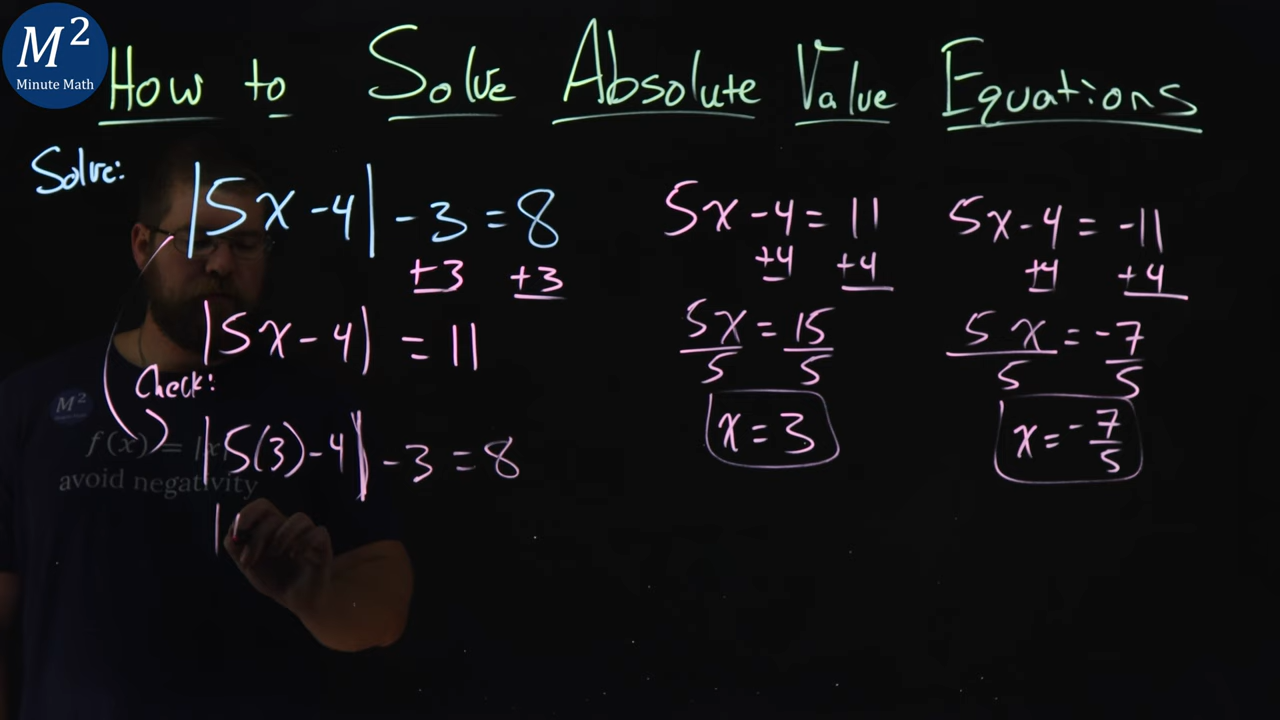 M²
Minute Math
How to Solve Absolute Value Equations
Solve:
|5x-4| -3 = 8
+3 +3
|5x-4| = 11
Check:
|5(3)-4| -3 = 8
5x-4 = 11
+4 +4
5x = 15
5 5
x = 3
5x-4 = -11
+4 +4
5x = -7
5 5
x = -7/5
M²
f(x) = |x|
avoid negativity